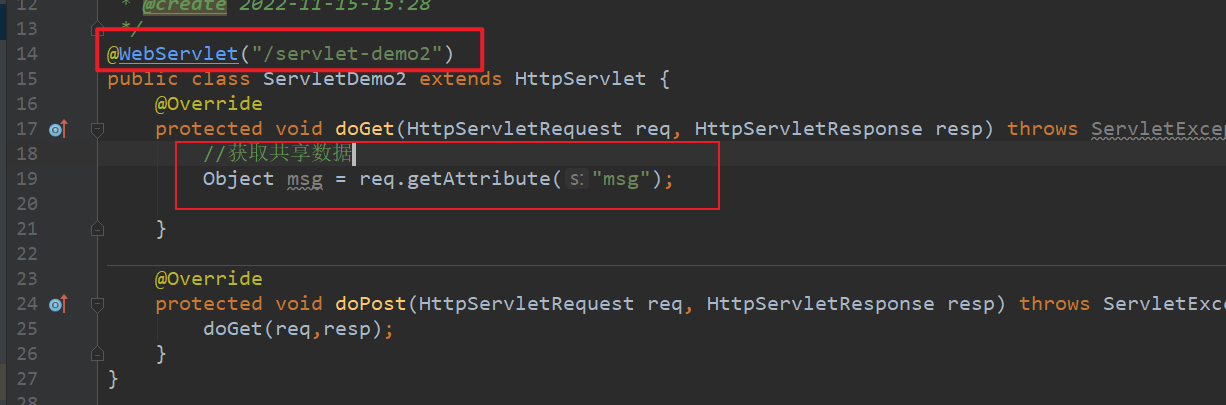 12 * @create 2022-11-15-15:28
13 */
14 @WebServlet("/servlet-demo2")
15 public class ServletDemo2 extends HttpServlet {
16 @Override
17 protected void doGet(HttpServletRequest req, HttpServletResponse resp) throws ServletExcep
18 //获取共享数据
19 Object msg = req.getAttribute( s: "msg");
20
21 }
22
23 @Override
24 protected void doPost(HttpServletRequest req, HttpServletResponse resp) throws ServletExce
25 doGet(req,resp);
26 }
27 }
28